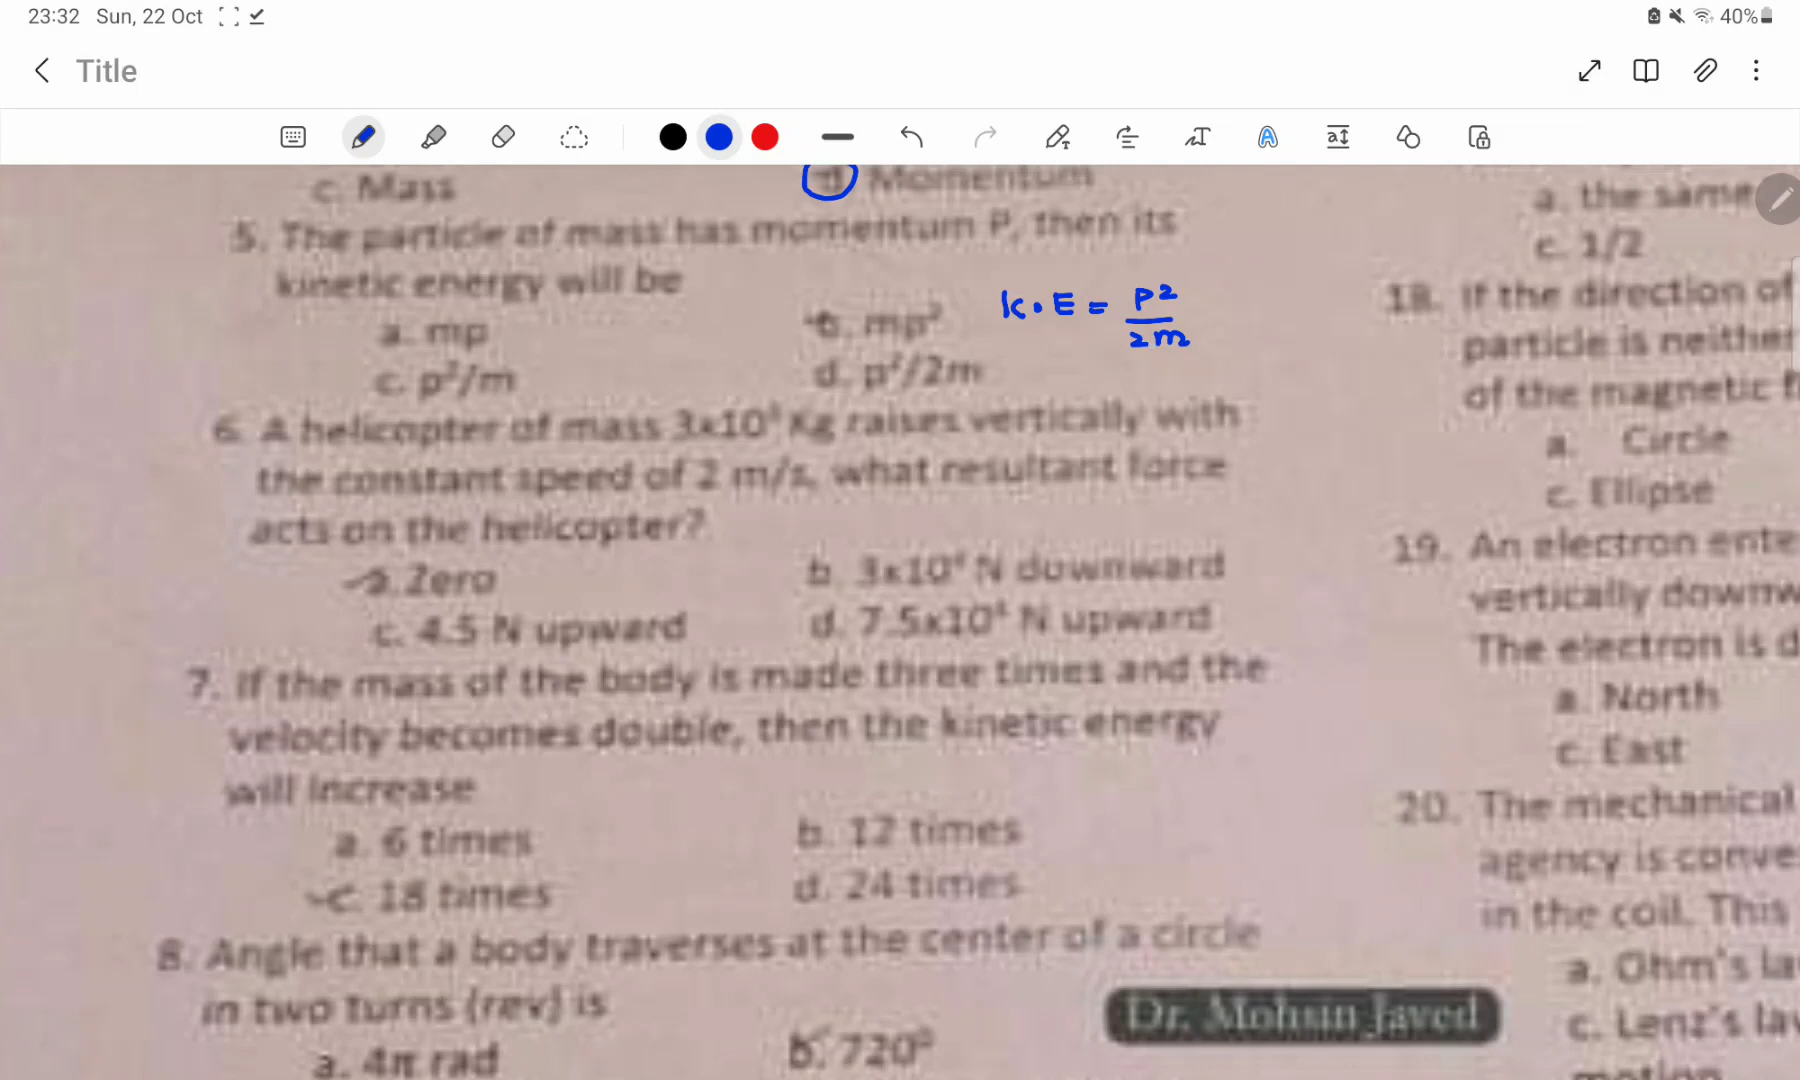 23:32 Sun, 22 Oct
40%
Title
c. Mass
d Momentum
5. The particle of mass has momentum P, then its
kinetic energy will be
a. mp
b. mp²
c. p²/m
d. p²/2m
K.E = P²/2m
6. A helicopter of mass 3x10³ Kg raises vertically with
the constant speed of 2 m/s, what resultant force
acts on the helicopter?
a. Zero
b. 3x10⁴ N downward
c. 4.5 N upward
d. 7.5x10⁴ N upward
7. If the mass of the body is made three times and the
velocity becomes double, then the kinetic energy
will increase
a. 6 times
b. 12 times
c. 18 times
d. 24 times
8. Angle that a body traverses at the center of a circle
in two turns (rev) is
a. 4π rad
b. 720⁰
a. the same
c. 1/2
18. If the direction of
particle is neither
of the magnetic f
a. Circle
c. Ellipse
19. An electron ente
vertically downw
The electron is d
a. North
c. East
20. The mechanical
agency is conve
in the coil. This
a. Ohm's la
c. Lenz's la
motion
Dr. Mohsin Javed